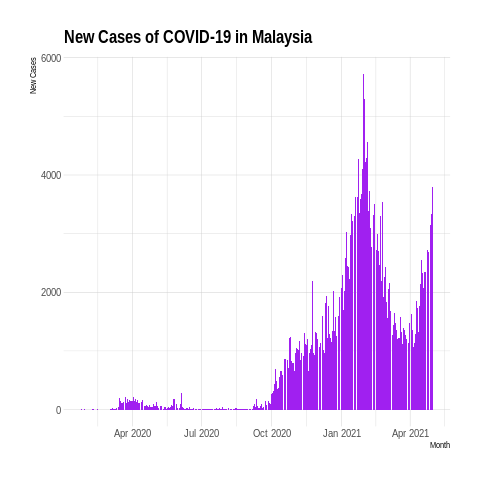 New Cases of COVID-19 in Malaysia
New Cases
6000
4000
2000
0
Apr 2020 Jul 2020 Oct 2020 Jan 2021 Apr 2021
Month